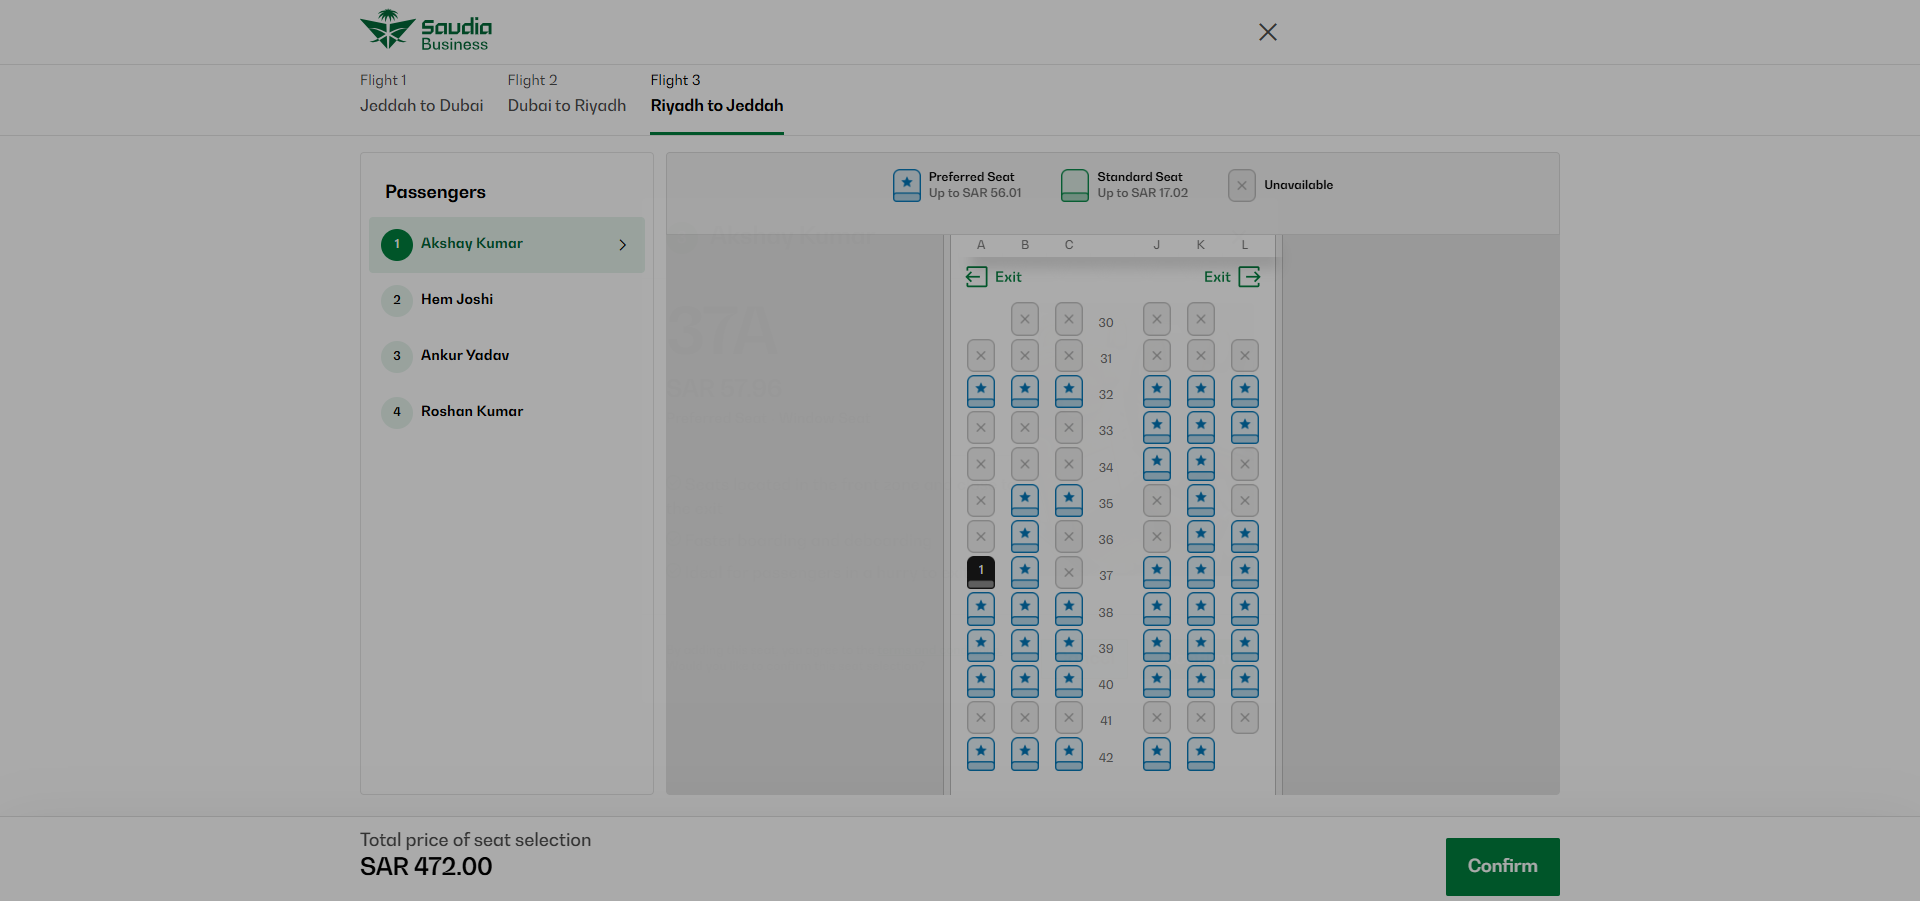 Saudia
Business
Flight 1
Jeddah to Dubai
Flight 2
Dubai to Riyadh
Flight 3
Riyadh to Jeddah
Passengers
1 Akshay Kumar
2 Hem Joshi
3 Ankur Yadav
4 Roshan Kumar
Preferred Seat
Up to SAR 56.01
Standard Seat
Up to SAR 17.02
Unavailable
Akshay Kumar
37A
A B C J K L
Exit Exit
30
31
32
33
34
35
36
1 37
38
39
40
41
42
Total price of seat selection
SAR 472.00
Confirm